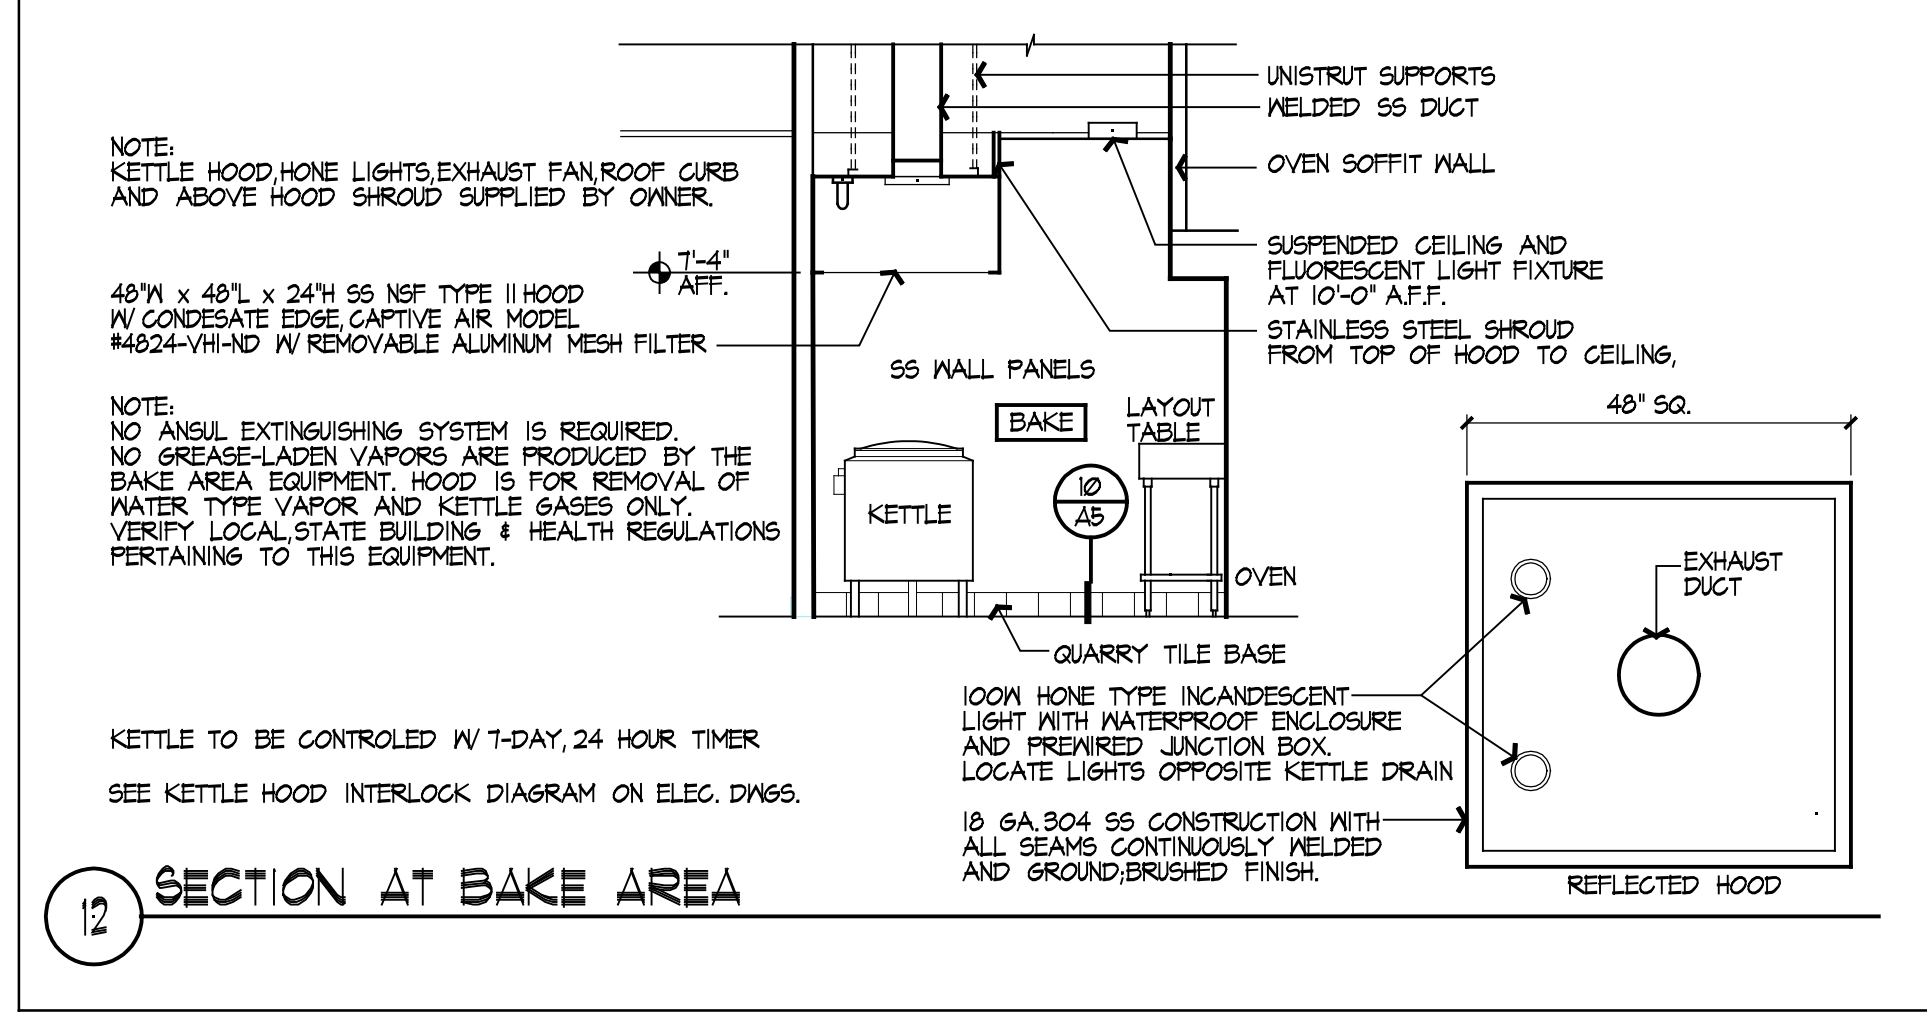 UNISTRUT SUPPORTS
WELDED SS DUCT
OVEN SOFFIT WALL
SUSPENDED CEILING AND
FLUORESCENT LIGHT FIXTURE
AT 10'-0" A.F.F.
STAINLESS STEEL SHROUD
FROM TOP OF HOOD TO CEILING,
NOTE:
KETTLE HOOD,HONE LIGHTS,EXHAUST FAN,ROOF CURB
AND ABOVE HOOD SHROUD SUPPLIED BY OWNER.
7'-4"
AFF.
48"W x 48"L x 24"H SS NSF TYPE II HOOD
W/ CONDESATE EDGE, CAPTIVE AIR MODEL
#4824-VHI-ND W/ REMOVABLE ALUMINUM MESH FILTER
NOTE:
NO ANSUL EXTINGUISHING SYSTEM IS REQUIRED.
NO GREASE-LADEN VAPORS ARE PRODUCED BY THE
BAKE AREA EQUIPMENT. HOOD IS FOR REMOVAL OF
WATER TYPE VAPOR AND KETTLE GASES ONLY.
VERIFY LOCAL,STATE BUILDING & HEALTH REGULATIONS
PERTAINING TO THIS EQUIPMENT.
SS WALL PANELS
BAKE
LAYOUT
TABLE
KETTLE
10
A5
OVEN
QUARRY TILE BASE
48" SQ.
EXHAUST
DUCT
100W HONE TYPE INCANDESCENT
LIGHT WITH WATERPROOF ENCLOSURE
AND PREWIRED JUNCTION BOX.
LOCATE LIGHTS OPPOSITE KETTLE DRAIN
18 GA. 304 SS CONSTRUCTION WITH
ALL SEAMS CONTINUOUSLY WELDED
AND GROUND;BRUSHED FINISH.
REFLECTED HOOD
KETTLE TO BE CONTROLED W/ 7-DAY, 24 HOUR TIMER
SEE KETTLE HOOD INTERLOCK DIAGRAM ON ELEC. DWGS.
12
SECTION AT BAKE AREA